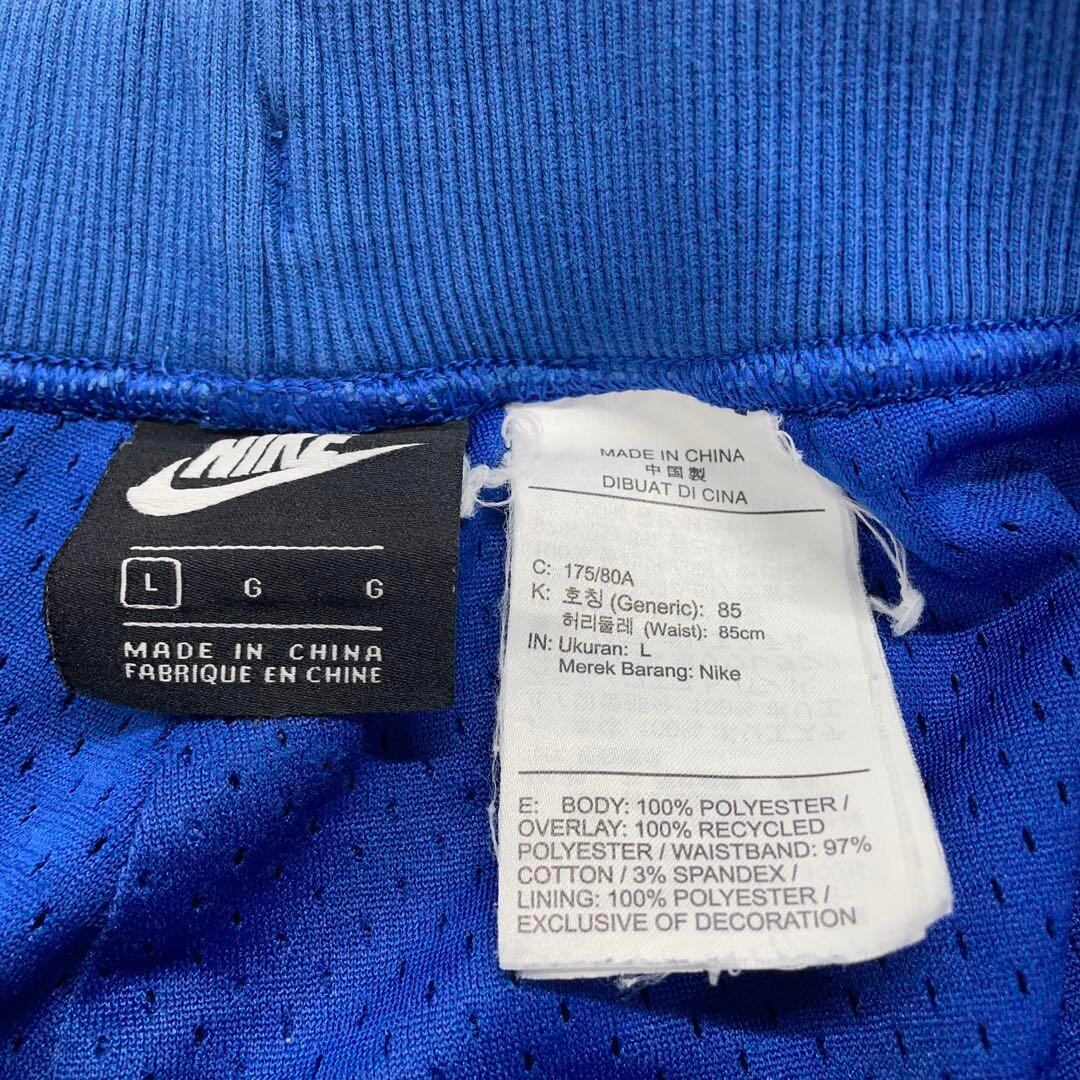 NIKE
L G G
MADE IN CHINA
FABRIQUE EN CHINE
MADE IN CHINA
中国製
DIBUAT DI CINA
C: 175/80A
K: 호칭 (Generic): 85
허리둘레 (Waist): 85cm
IN: Ukuran: L
Merek Barang: Nike
E: BODY: 100% POLYESTER /
OVERLAY: 100% RECYCLED
POLYESTER / WAISTBAND: 97%
COTTON / 3% SPANDEX /
LINING: 100% POLYESTER /
EXCLUSIVE OF DECORATION